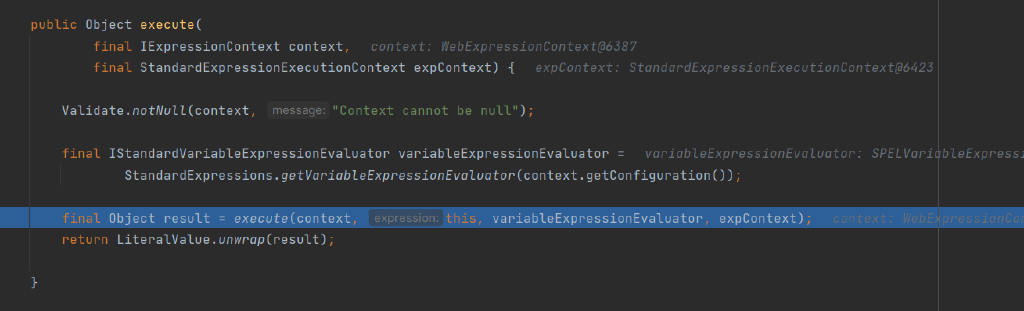 public Object execute(
final IExpressionContext context, context: WebExpressionContext@6387
final StandardExpressionExecutionContext expContext) { expContext: StandardExpressionExecutionContext@6423
Validate.notNull(context, message: "Context cannot be null");
final IStandardVariableExpressionEvaluator variableExpressionEvaluator = variableExpressionEvaluator: SPELVariableExpressi
StandardExpressions.getVariableExpressionEvaluator(context.getConfiguration());
final Object result = execute(context, expression: this, variableExpressionEvaluator, expContext); context: WebExpressionCon
return LiteralValue.unwrap(result);
}